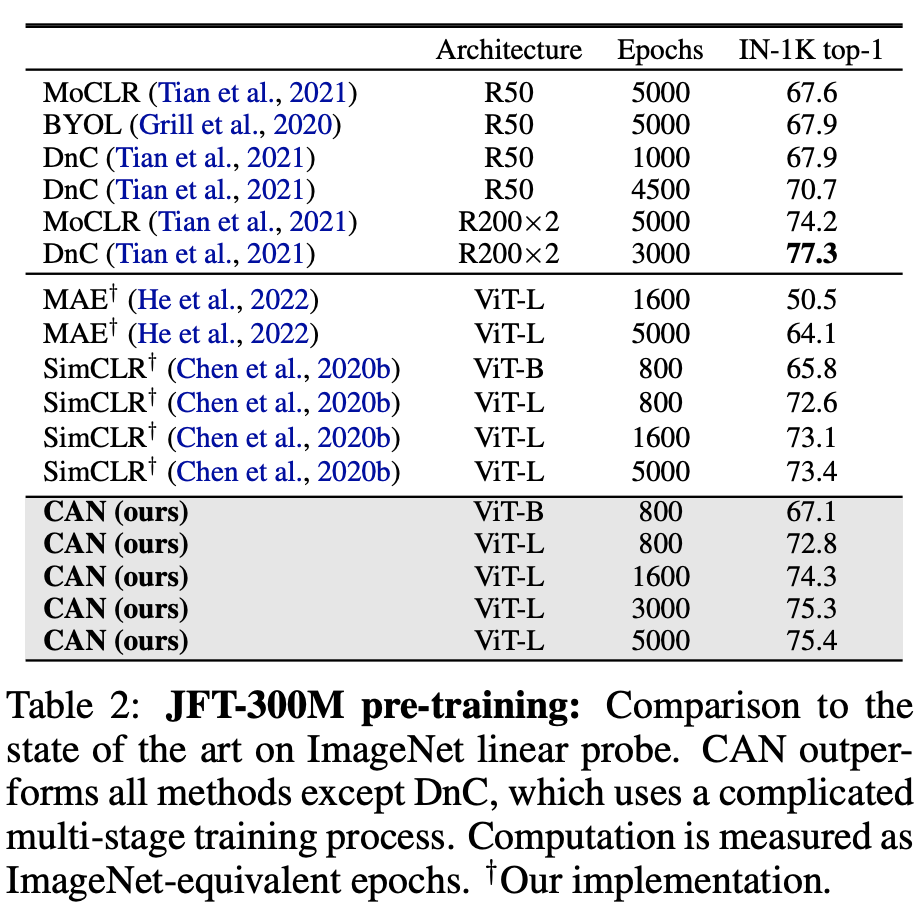 Architecture Epochs IN-1K top-1
MoCLR (Tian et al., 2021) R50 5000 67.6
BYOL (Grill et al., 2020) R50 5000 67.9
DnC (Tian et al., 2021) R50 1000 67.9
DnC (Tian et al., 2021) R50 4500 70.7
MoCLR (Tian et al., 2021) R200×2 5000 74.2
DnC (Tian et al., 2021) R200×2 3000 77.3
MAE† (He et al., 2022) ViT-L 1600 50.5
MAE† (He et al., 2022) ViT-L 5000 64.1
SimCLR† (Chen et al., 2020b) ViT-B 800 65.8
SimCLR† (Chen et al., 2020b) ViT-L 800 72.6
SimCLR† (Chen et al., 2020b) ViT-L 1600 73.1
SimCLR† (Chen et al., 2020b) ViT-L 5000 73.4
CAN (ours) ViT-B 800 67.1
CAN (ours) ViT-L 800 72.8
CAN (ours) ViT-L 1600 74.3
CAN (ours) ViT-L 3000 75.3
CAN (ours) ViT-L 5000 75.4
Table 2: JFT-300M pre-training: Comparison to the
state of the art on ImageNet linear probe. CAN outper-
forms all methods except DnC, which uses a complicated
multi-stage training process. Computation is measured as
ImageNet-equivalent epochs. †Our implementation.